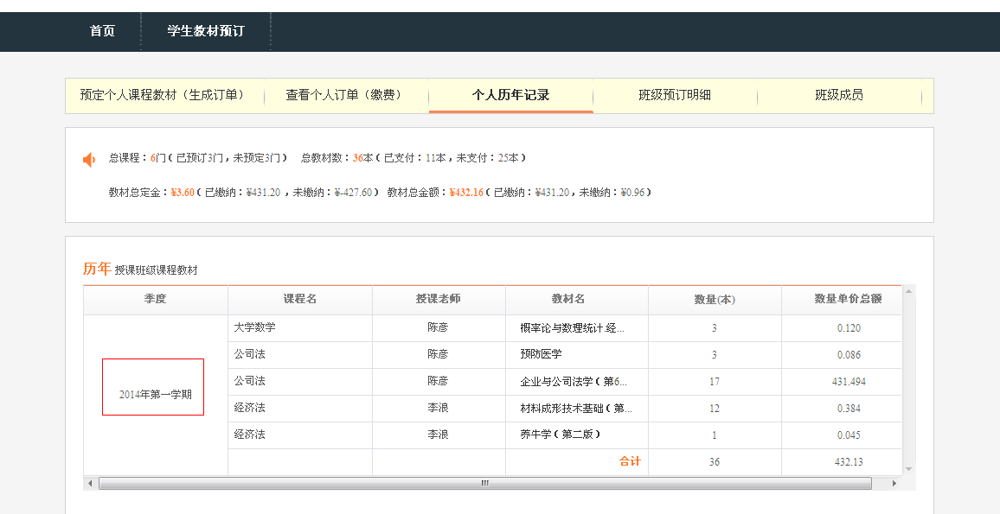 首页 学生教材预订
预定个人课程教材（生成订单） 查看个人订单（缴费） 个人历年记录 班级预订明细 班级成员
总课程：6门（已预订3门，未预定3门） 总教材数：36本（已支付：11本，未支付：25本）
教材总定金：¥3.60（已缴纳：¥431.20 ，未缴纳：¥-427.60） 教材总金额：¥432.16（已缴纳：¥431.20，未缴纳：¥0.96）
历年 授课班级课程教材
季度 课程名 授课老师 教材名 数量(本) 数量单价总额
大学数学 陈彦 概率论与数理统计.经... 3 0.120
公司法 陈彦 预防医学 3 0.086
公司法 陈彦 企业与公司法学（第6... 17 431.494
2014年第一学期
经济法 李浪 材料成形技术基础（第... 12 0.384
经济法 李浪 养牛学（第二版） 1 0.045
合计 36 432.13